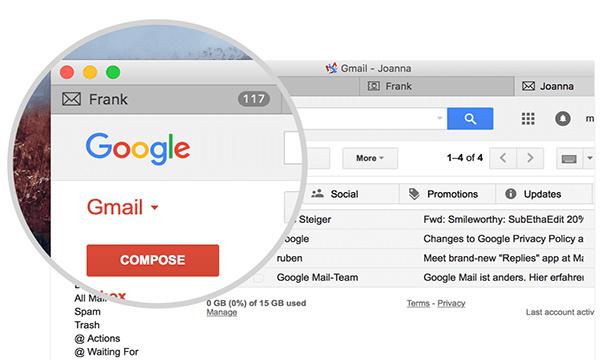 Gmail - Joanna
Frank
117
Frank
Joanna
Google
m
Gmail
More
1–4 of 4
Social
Promotions
Updates
COMPOSE
Steiger
Fwd: Smileworthy: SubEthaEdit 20%
oogle
Changes to Google Privacy Policy a
ruben
Meet brand-new "Replies" app at Ma
Google Mail-Team
Google Mail ist anders. Hier erfahren
All Mail
box
Spam
Trash
@ Actions
@ Waiting For
0 GB (0%) of 15 GB used
Manage
Terms - Privacy
Last account activ